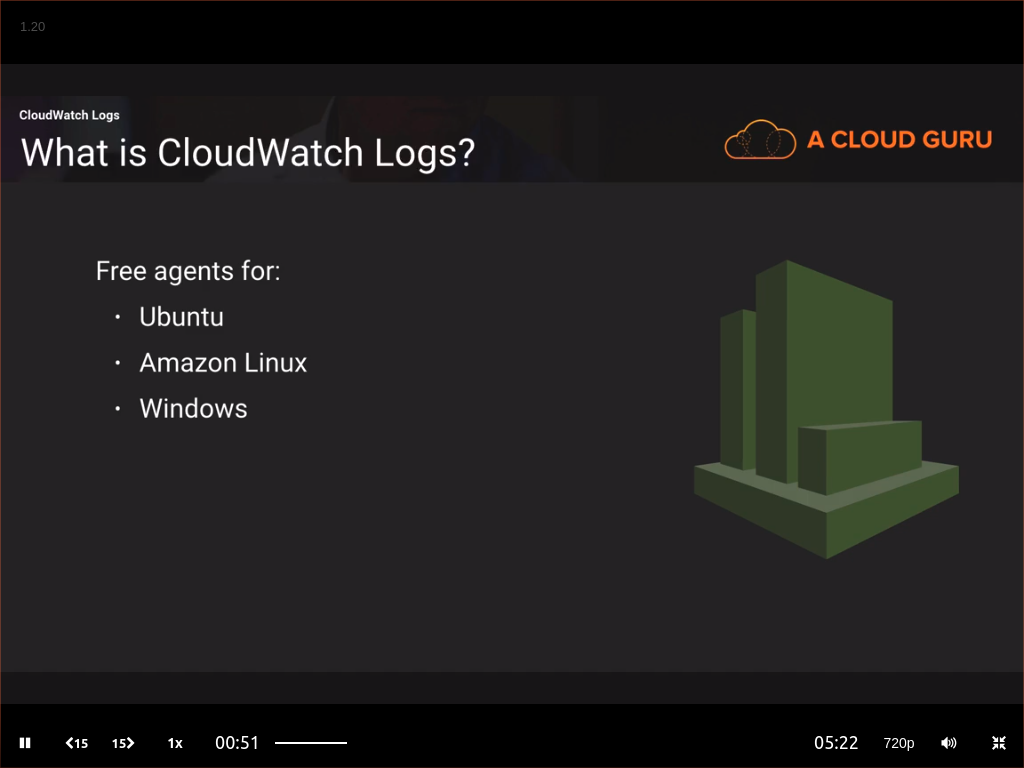 1.20
CloudWatch Logs
What is CloudWatch Logs?
A CLOUD GURU
Free agents for:
· Ubuntu
· Amazon Linux
· Windows
15 15 1x 00:51 05:22 720p